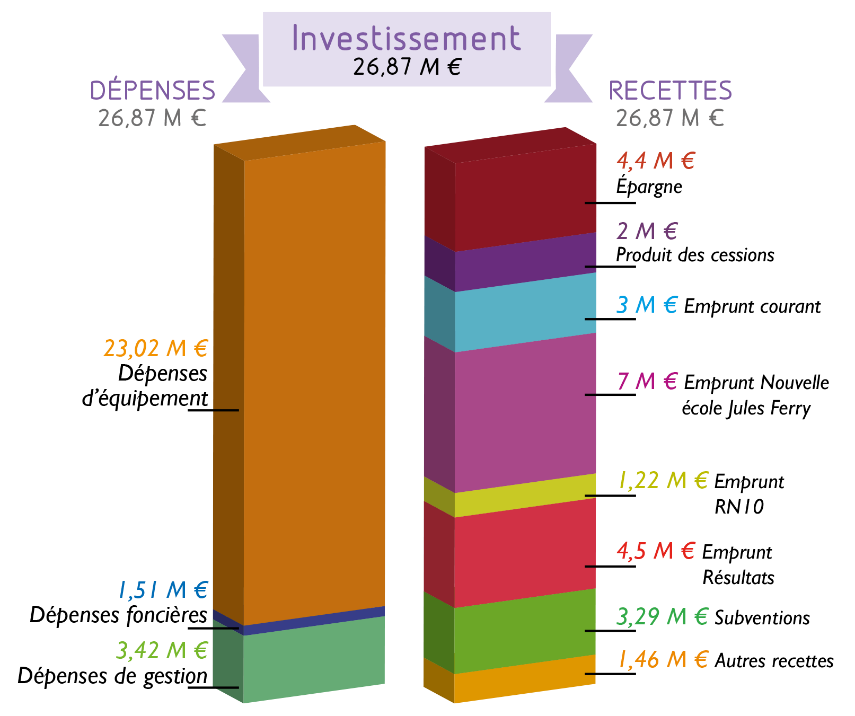 Investissement
26,87 M €
DÉPENSES
26,87 M €
23,02 M €
Dépenses
d'équipement
1,51 M €
Dépenses foncières
3,42 M €
Dépenses de gestion
RECETTES
26,87 M €
4,4 M €
Épargne
2 M €
Produit des cessions
3 M € Emprunt courant
7 M € Emprunt Nouvelle
école Jules Ferry
1,22 M € Emprunt
RN10
4,5 M € Emprunt
Résultats
3,29 M € Subventions
1,46 M € Autres recettes